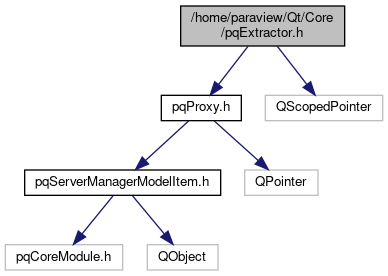 /home/paraview/Qt/Core
/pqExtractor.h
pqProxy.h
QScopedPointer
pqServerManagerModelItem.h
QPointer
pqCoreModule.h
QObject